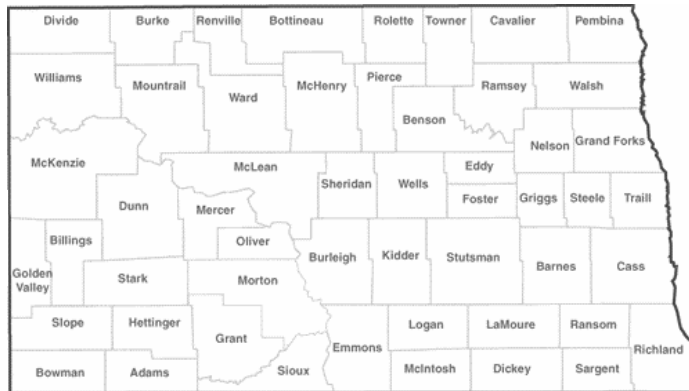 Divide
Burke
Renville
Bottineau
Rolette
Towner
Cavalier
Pembina
Williams
Mountrail
Ward
McHenry
Pierce
Ramsey
Walsh
Benson
McKenzie
McLean
Eddy
Nelson
Grand Forks
Dunn
Mercer
Sheridan
Wells
Foster
Griggs
Steele
Traill
Billings
Oliver
Burleigh
Kidder
Stutsman
Barnes
Cass
Golden
Valley
Stark
Morton
Slope
Hettinger
Grant
Emmons
Logan
LaMoure
Ransom
Richland
Bowman
Adams
Sioux
McIntosh
Dickey
Sargent